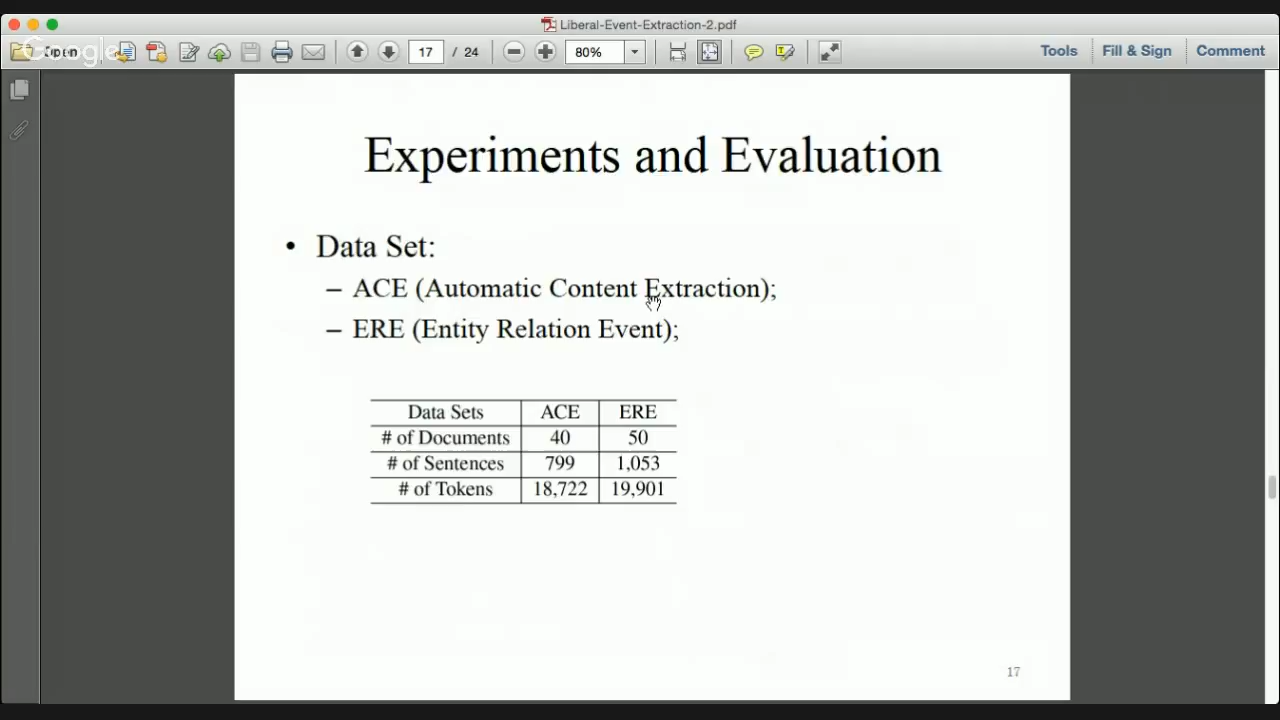 Liberal-Event-Extraction-2.pdf
Open
17 / 24
80%
Tools
Fill & Sign
Comment
Experiments and Evaluation
• Data Set:
– ACE (Automatic Content Extraction);
– ERE (Entity Relation Event);
Data Sets ACE ERE
# of Documents 40 50
# of Sentences 799 1,053
# of Tokens 18,722 19,901
17